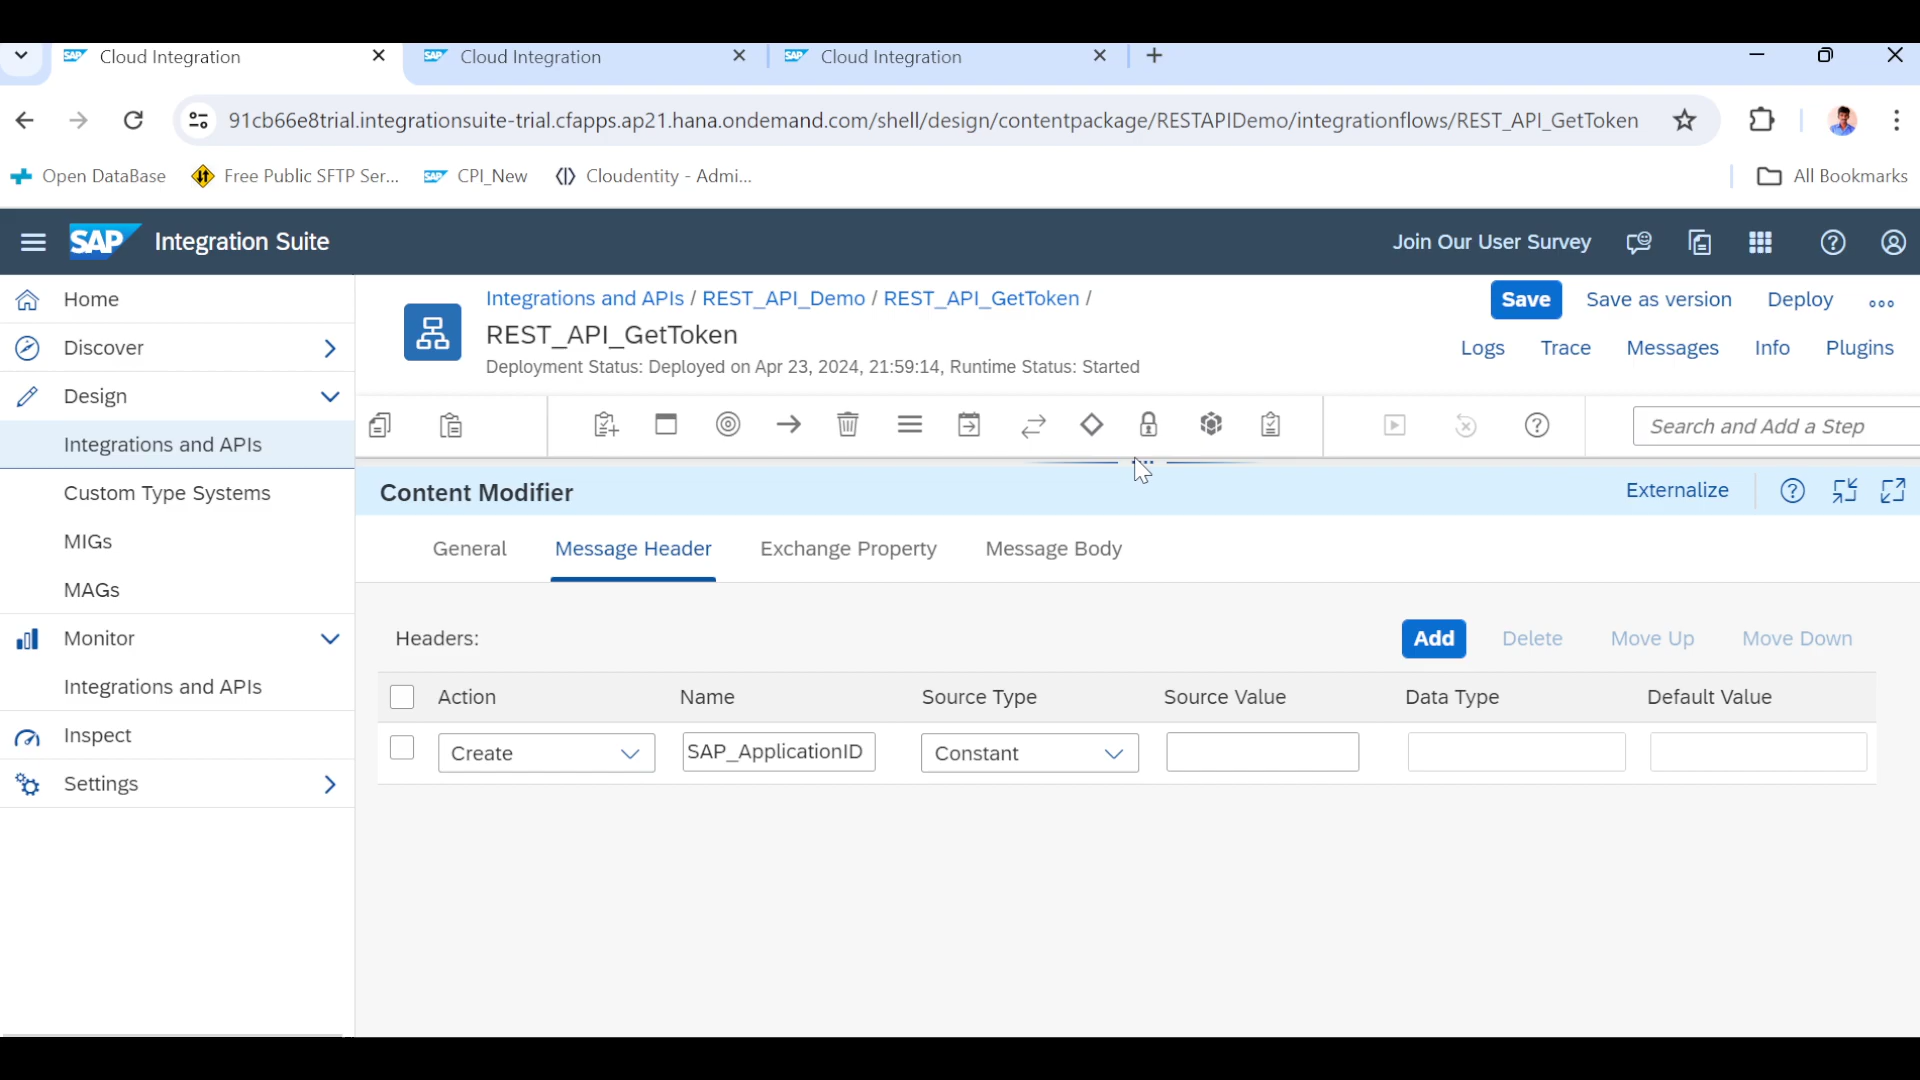 Cloud Integration
Cloud Integration
Cloud Integration
91cb66e8trial.integrationsuite-trial.cfapps.ap21.hana.ondemand.com/shell/design/contentpackage/RESTAPIDemo/integrationflows/REST_API_GetToken
Open DataBase
Free Public SFTP Ser...
CPI_New
Cloudentity - Admi...
All Bookmarks
SAP Integration Suite
Join Our User Survey
Home
Discover
Design
Integrations and APIs
Custom Type Systems
MIGs
MAGs
Monitor
Integrations and APIs
Inspect
Settings
Integrations and APIs / REST_API_Demo / REST_API_GetToken /
REST_API_GetToken
Deployment Status: Deployed on Apr 23, 2024, 21:59:14, Runtime Status: Started
Save Save as version Deploy
Logs Trace Messages Info Plugins
Search and Add a Step
Content Modifier
Externalize
General Message Header Exchange Property Message Body
Headers:
Add Delete Move Up Move Down
Action Name Source Type Source Value Data Type Default Value
Create SAP_ApplicationID Constant